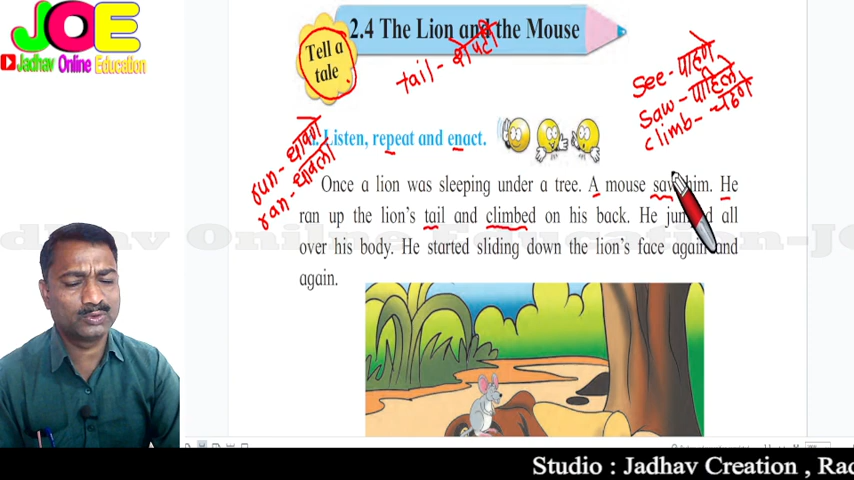 JOE
Jadhav Online Education
2.4 The Lion and the Mouse
Tell a
tale
tail - शेपटी
See - पाहणे
saw - पाहिले
climb - चढणे
run - धावणे
ran - धावला
Listen, repeat and enact.
Once a lion was sleeping under a tree. A mouse saw him. He
ran up the lion's tail and climbed on his back. He jumped all
over his body. He started sliding down the lion's face again and
again.
Studio : Jadhav Creation , Rad